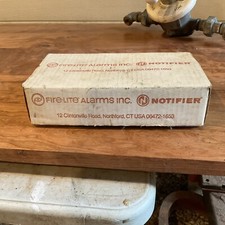 FIRE·LITE ALARMS INC. NOTIFIER
FIRE·LITE ALARMS INC. NOTIFIER®
12 Clintonville Road, Northford, CT USA 06472-1653